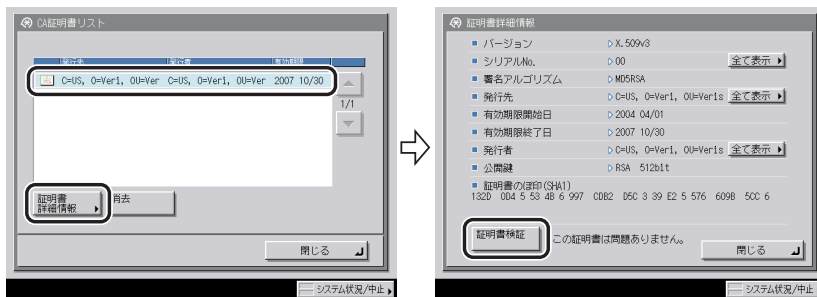 CA証明書リスト
発行先 発行者 有効期限
C=US, O=Veri, OU=Ver C=US, O=Veri, OU=Ver 2007 10/30
1/1
証明書
詳細情報
消去
閉じる
システム状況/中止
証明書詳細情報
バージョン X.509v3
シリアルNo. 00 全て表示
署名アルゴリズム MD5RSA
発行先 C=US, O=Veri, OU=Veris 全て表示
有効期限開始日 2004 04/01
有効期限終了日 2007 10/30
発行者 C=US, O=Veri, OU=Veris 全て表示
公開鍵 RSA 512bit
証明書のぼ印(SHA1)
132D 0D4 5 53 4B 6 997 CDB2 D5C 3 39 E2 5 576 609B 5CC 6
証明書検証
この証明書は問題ありません。
閉じる
システム状況/中止